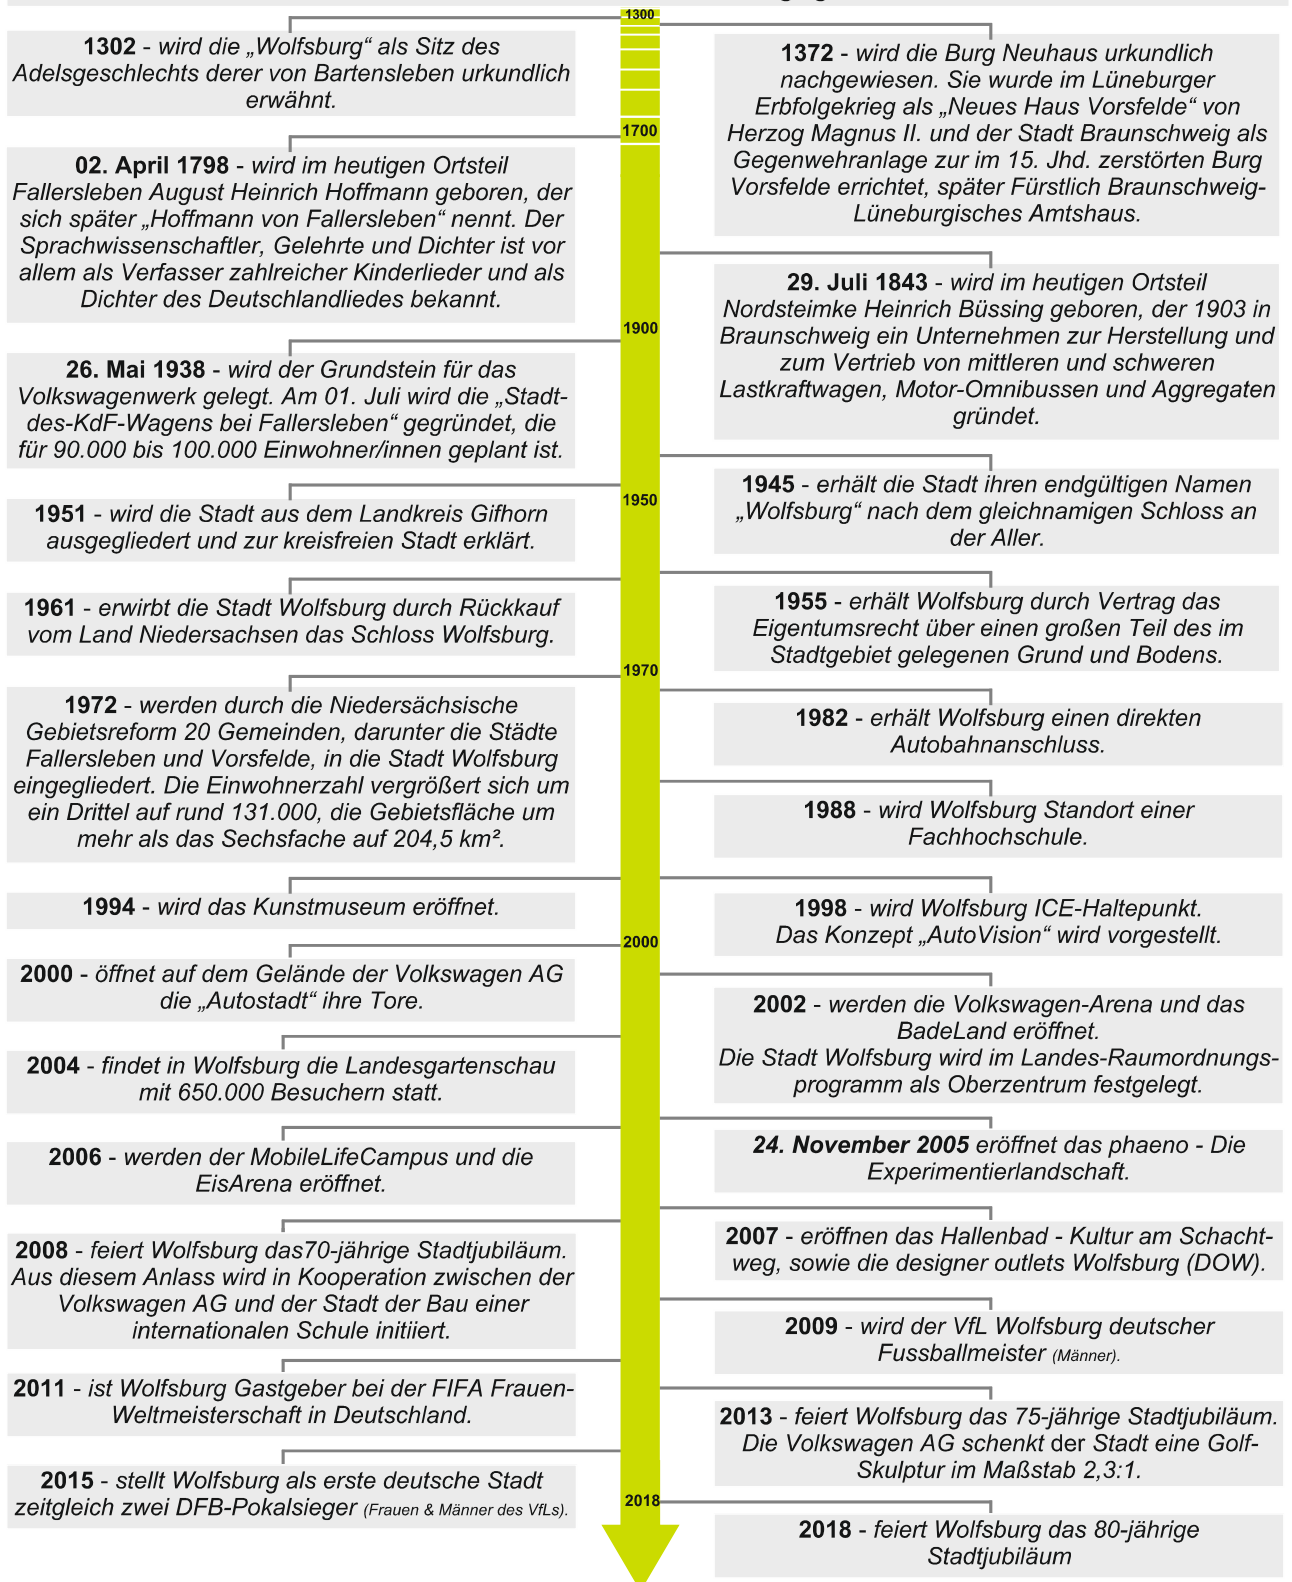 1300
1302 - wird die „Wolfsburg“ als Sitz des
Adelsgeschlechts derer von Bartensleben urkundlich
erwähnt.
1372 - wird die Burg Neuhaus urkundlich
nachgewiesen. Sie wurde im Lüneburger
Erbfolgekrieg als „Neues Haus Vorsfelde“ von
Herzog Magnus II. und der Stadt Braunschweig als
Gegenwehranlage zur im 15. Jhd. zerstörten Burg
Vorsfelde errichtet, später Fürstlich Braunschweig-
Lüneburgisches Amtshaus.
1700
02. April 1798 - wird im heutigen Ortsteil
Fallersleben August Heinrich Hoffmann geboren, der
sich später „Hoffmann von Fallersleben“ nennt. Der
Sprachwissenschaftler, Gelehrte und Dichter ist vor
allem als Verfasser zahlreicher Kinderlieder und als
Dichter des Deutschlandliedes bekannt.
29. Juli 1843 - wird im heutigen Ortsteil
Nordsteimke Heinrich Büssing geboren, der 1903 in
Braunschweig ein Unternehmen zur Herstellung und
zum Vertrieb von mittleren und schweren
Lastkraftwagen, Motor-Omnibussen und Aggregaten
gründet.
1900
26. Mai 1938 - wird der Grundstein für das
Volkswagenwerk gelegt. Am 01. Juli wird die „Stadt-
des-KdF-Wagens bei Fallersleben“ gegründet, die
für 90.000 bis 100.000 Einwohner/innen geplant ist.
1945 - erhält die Stadt ihren endgültigen Namen
„Wolfsburg“ nach dem gleichnamigen Schloss an
der Aller.
1950
1951 - wird die Stadt aus dem Landkreis Gifhorn
ausgegliedert und zur kreisfreien Stadt erklärt.
1955 - erhält Wolfsburg durch Vertrag das
Eigentumsrecht über einen großen Teil des im
Stadtgebiet gelegenen Grund und Bodens.
1961 - erwirbt die Stadt Wolfsburg durch Rückkauf
vom Land Niedersachsen das Schloss Wolfsburg.
1970
1972 - werden durch die Niedersächsische
Gebietsreform 20 Gemeinden, darunter die Städte
Fallersleben und Vorsfelde, in die Stadt Wolfsburg
eingegliedert. Die Einwohnerzahl vergrößert sich um
ein Drittel auf rund 131.000, die Gebietsfläche um
mehr als das Sechsfache auf 204,5 km².
1982 - erhält Wolfsburg einen direkten
Autobahnanschluss.
1988 - wird Wolfsburg Standort einer
Fachhochschule.
1994 - wird das Kunstmuseum eröffnet.
1998 - wird Wolfsburg ICE-Haltepunkt.
Das Konzept „AutoVision“ wird vorgestellt.
2000
2000 - öffnet auf dem Gelände der Volkswagen AG
die „Autostadt“ ihre Tore.
2002 - werden die Volkswagen-Arena und das
BadeLand eröffnet.
Die Stadt Wolfsburg wird im Landes-Raumordnungs-
programm als Oberzentrum festgelegt.
2004 - findet in Wolfsburg die Landesgartenschau
mit 650.000 Besuchern statt.
24. November 2005 eröffnet das phaeno - Die
Experimentierlandschaft.
2006 - werden der MobileLifeCampus und die
EisArena eröffnet.
2007 - eröffnen das Hallenbad - Kultur am Schacht-
weg, sowie die designer outlets Wolfsburg (DOW).
2008 - feiert Wolfsburg das70-jährige Stadtjubiläum.
Aus diesem Anlass wird in Kooperation zwischen der
Volkswagen AG und der Stadt der Bau einer
internationalen Schule initiiert.
2009 - wird der VfL Wolfsburg deutscher
Fussballmeister (Männer).
2011 - ist Wolfsburg Gastgeber bei der FIFA Frauen-
Weltmeisterschaft in Deutschland.
2013 - feiert Wolfsburg das 75-jährige Stadtjubiläum.
Die Volkswagen AG schenkt der Stadt eine Golf-
Skulptur im Maßstab 2,3:1.
2015 - stellt Wolfsburg als erste deutsche Stadt
zeitgleich zwei DFB-Pokalsieger (Frauen & Männer des VfLs).
2018
2018 - feiert Wolfsburg das 80-jährige
Stadtjubiläum